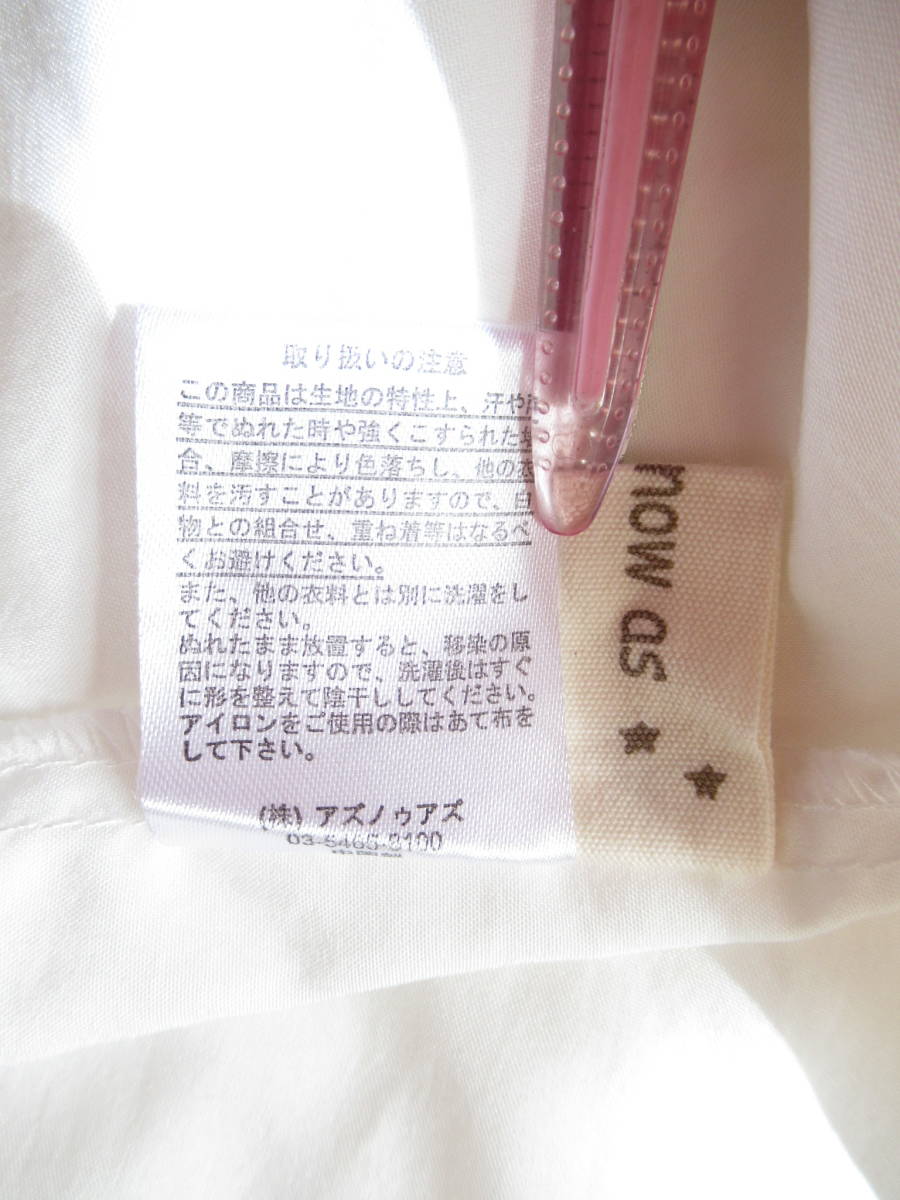 取り扱いの注意
この商品は生地の特性上、汗や
等でぬれた時や強くこすられた場
合、摩擦により色落ちし、他の衣
料を汚すことがありますので、白
物との組合せ、重ね着等はなるべ
くお避けください。
また、他の衣料とは別に洗濯をし
てください。
ぬれたまま放置すると、移染の原
因になりますので、洗濯後はすぐ
に形を整えて陰干ししてください。
アイロンをご使用の際はあて布を
して下さい。
(株) アズノゥアズ
03-5465-8100
now as